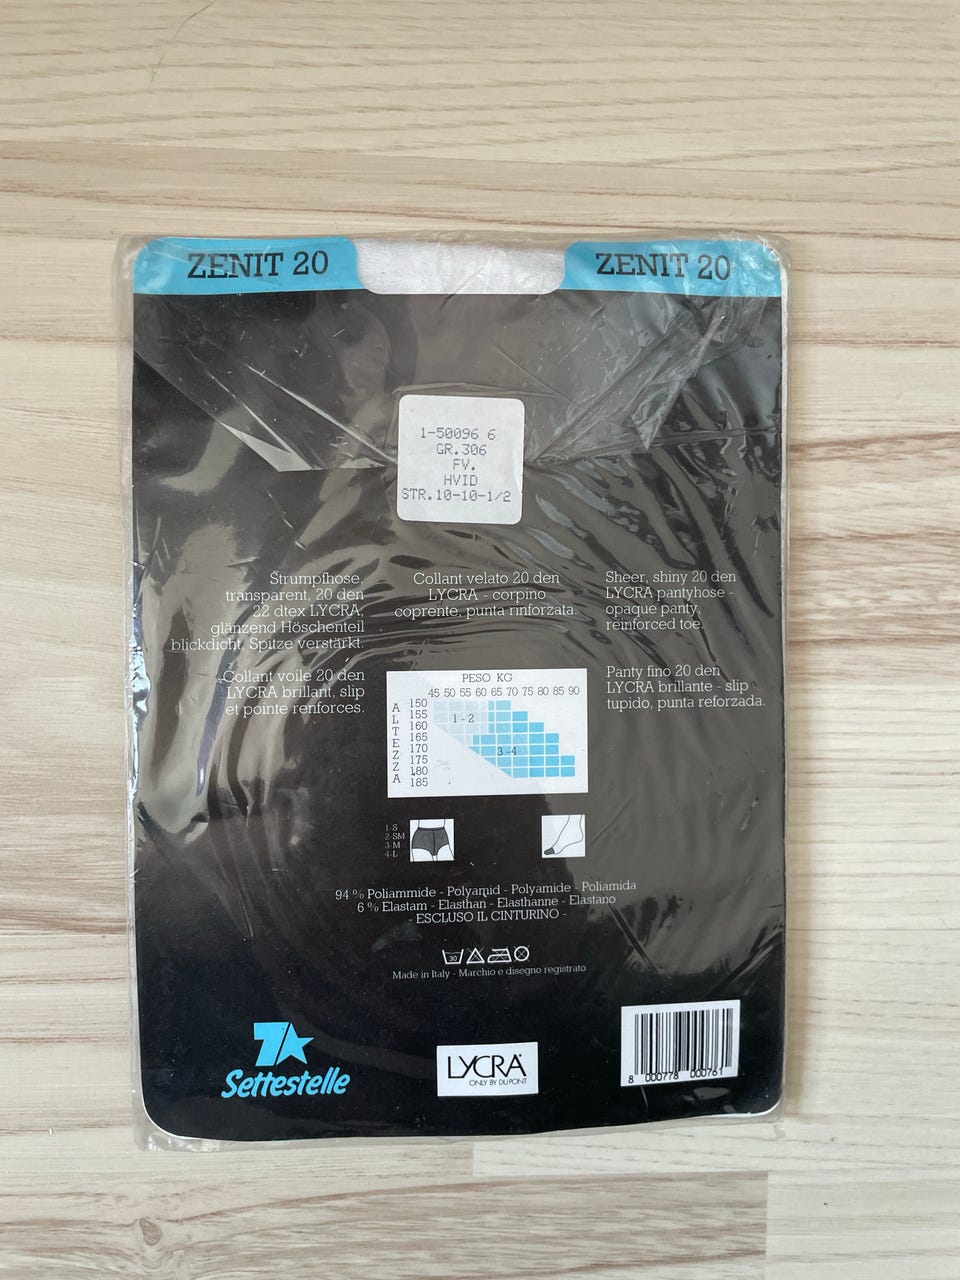 ZENIT 20
ZENIT 20
1-50096 6
GR.306
FV.
HVID
STR.10-10-1/2
Strumpfhose,
transparent, 20 den
22 dtex LYCRA,
glänzend Höschenteil
blickdicht, Spitze verstärkt.
Collant velato 20 den
LYCRA - corpino
coprente, punta rinforzata.
Sheer, shiny 20 den
LYCRA pantyhose -
opaque panty,
reinforced toe.
Collant voile 20 den
LYCRA brillant, slip
et pointe renforces.
Panty fino 20 den
LYCRA brillante - slip
tupido, punta reforzada.
PESO KG
45 50 55 60 65 70 75 80 85 90
ALTEZZA
150
155
160
165
170
175
180
185
1 - 2
3 - 4
1-S
2-SM
3-M
4-L
94 % Poliammide - Polyamid - Polyamide - Poliamida
6 % Elastam - Elasthan - Elasthanne - Elastano
- ESCLUSO IL CINTURINO -
30
Made in Italy - Marchio e disegno registrato
7
Settestelle
LYCRA
ONLY BY DU PONT
8 000778 000761